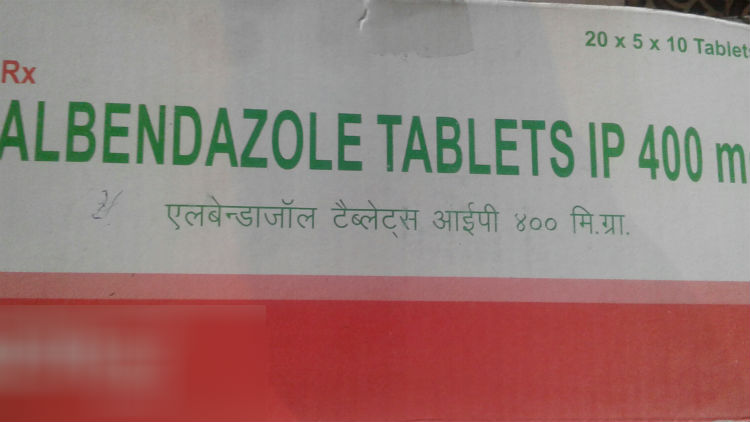 20 x 5 x 10 Tablet
Rx
ALBENDAZOLE TABLETS IP 400 m
एलबेन्डाजॉल टैब्लेट्स आईपी ४०० मि.ग्रा.